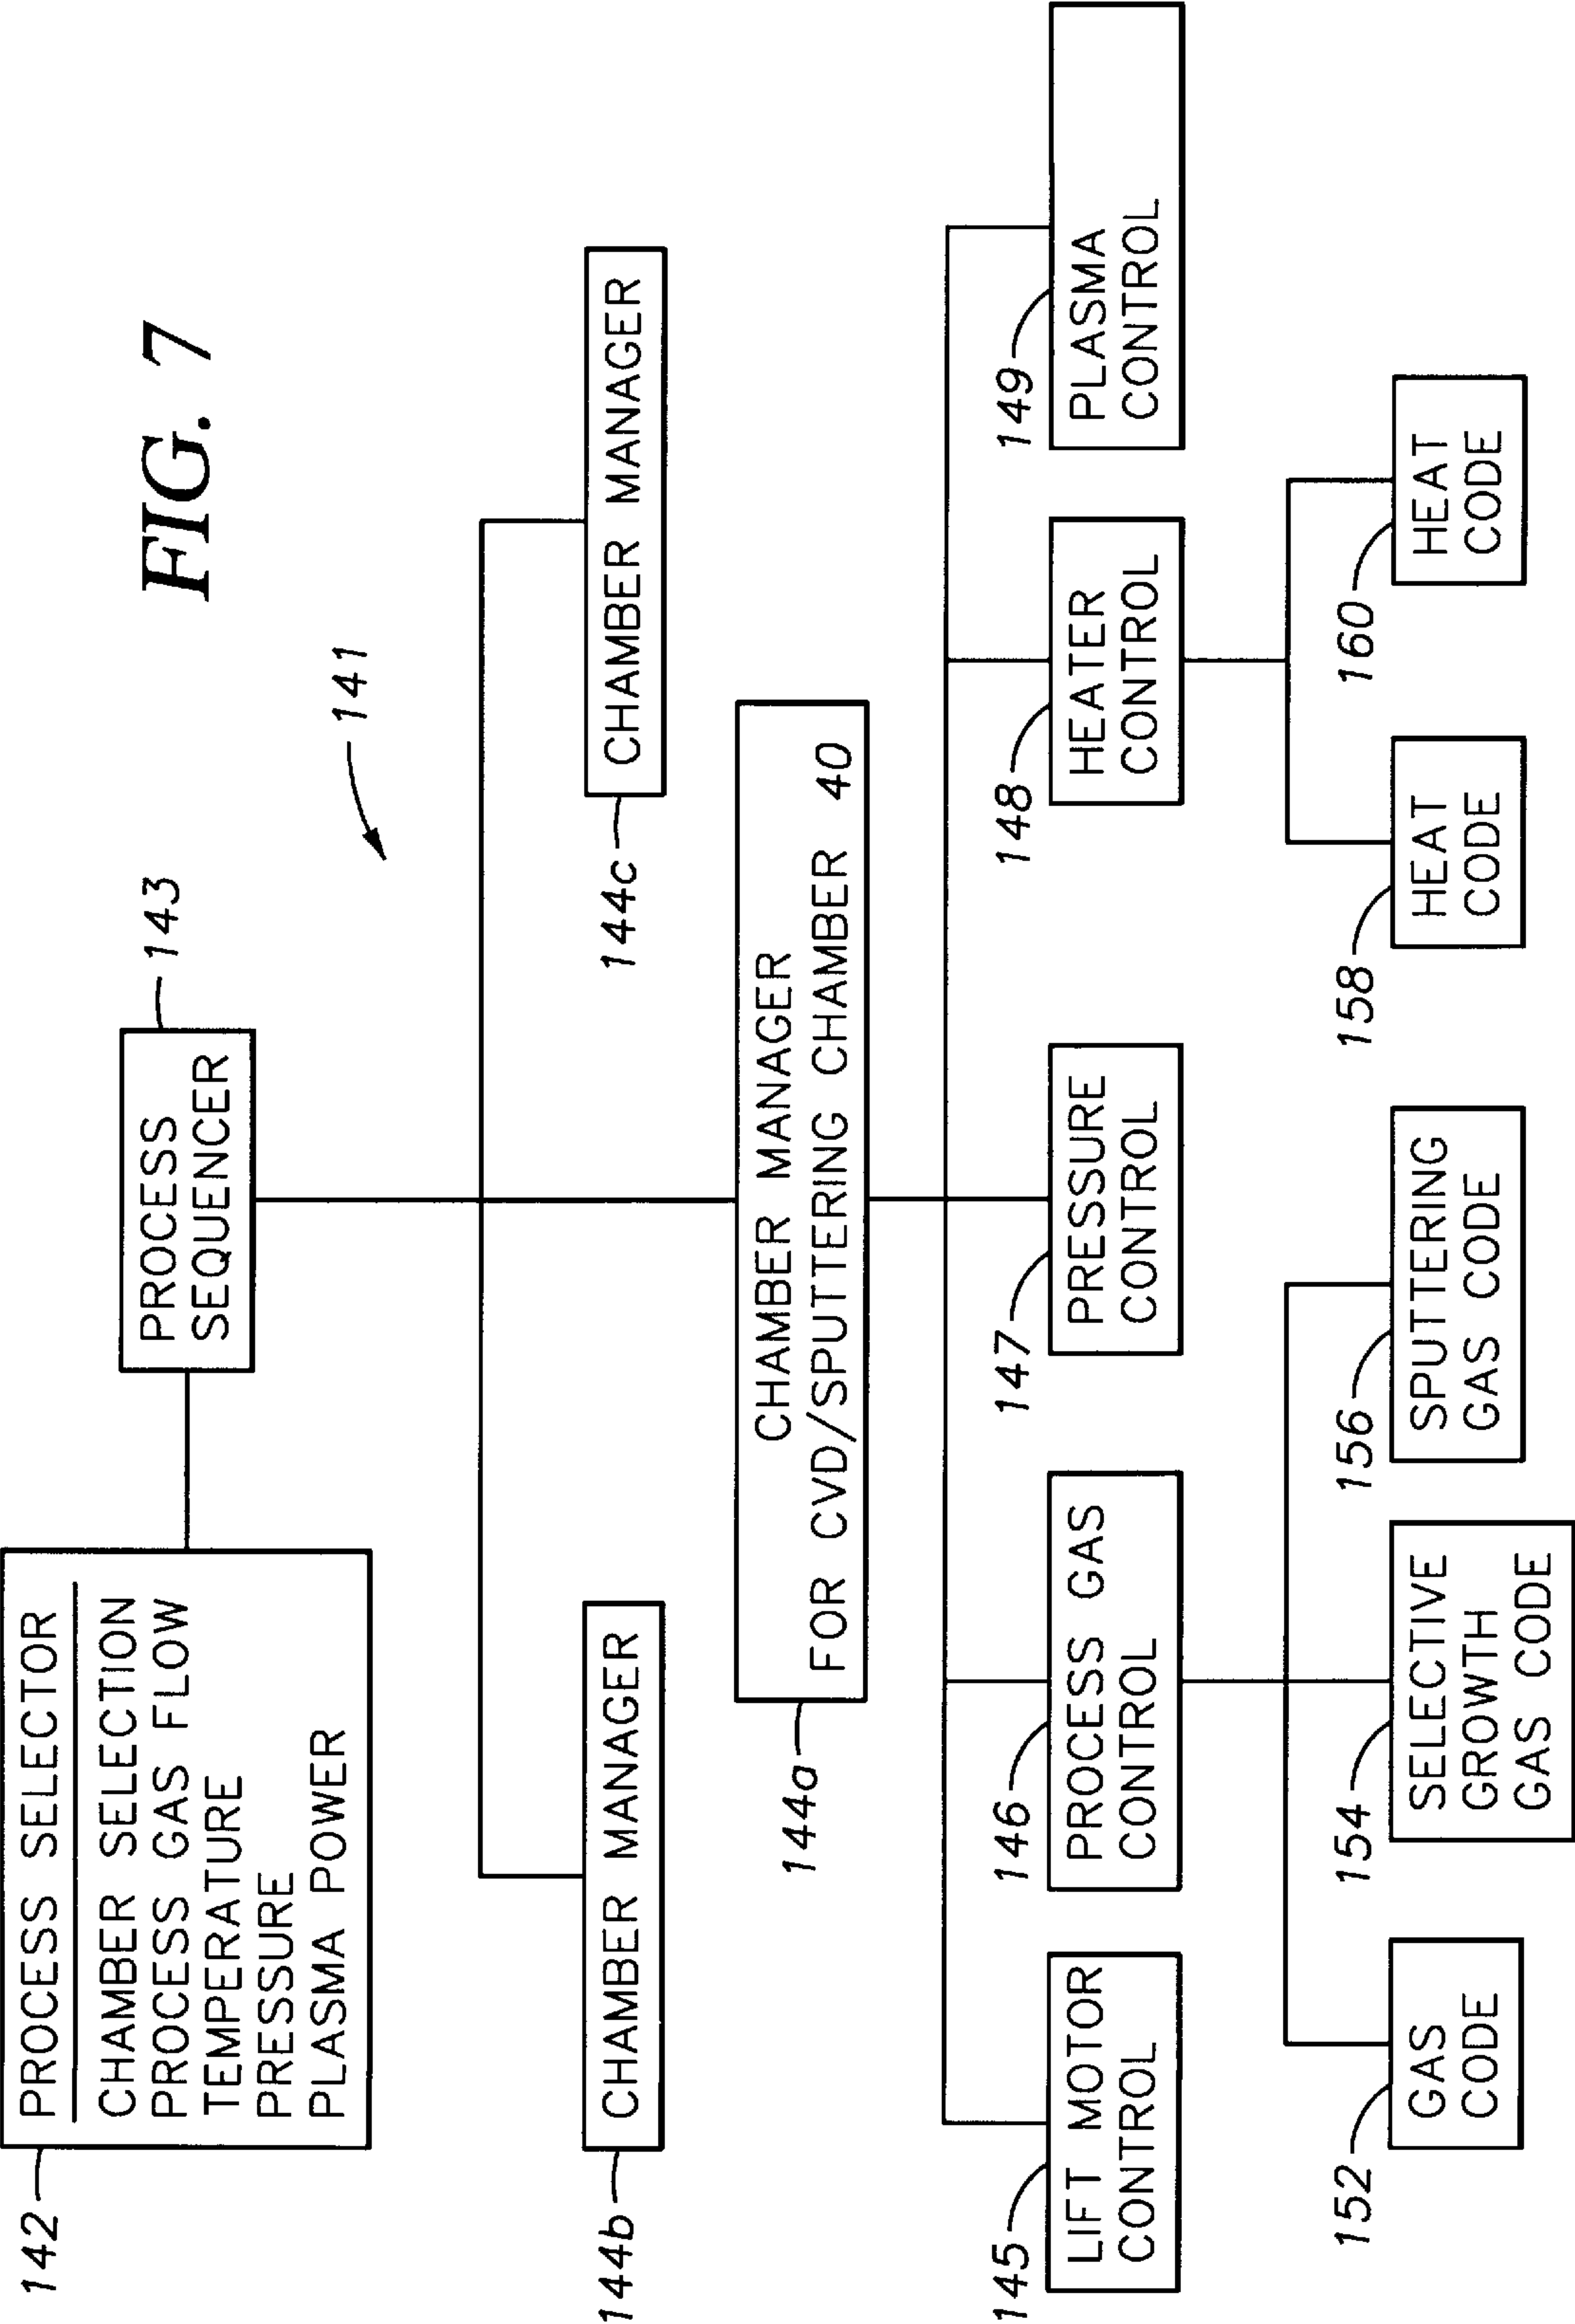 FIG. 7
142
PROCESS SELECTOR
CHAMBER SELECTION
PROCESS GAS FLOW
TEMPERATURE
PRESSURE
PLASMA POWER
PROCESS
SEQUENCER
143
141
144b
CHAMBER MANAGER
144c
CHAMBER MANAGER
144a
CHAMBER MANAGER
FOR CVD/SPUTTERING CHAMBER 40
145
LIFT MOTOR
CONTROL
146
PROCESS GAS
CONTROL
147
PRESSURE
CONTROL
148
HEATER
CONTROL
149
PLASMA
CONTROL
152
GAS
CODE
154
SELECTIVE
GROWTH
GAS CODE
156
SPUTTERING
GAS CODE
158
HEAT
CODE
160
HEAT
CODE